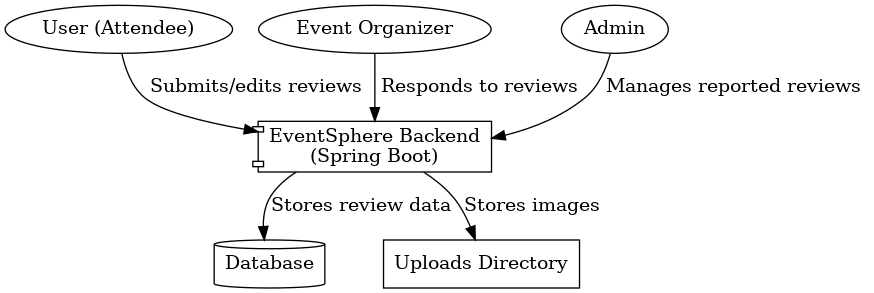 User (Attendee)
Event Organizer
Admin
Submits/edits reviews
Responds to reviews
Manages reported reviews
EventSphere Backend
(Spring Boot)
Stores review data
Stores images
Database
Uploads Directory